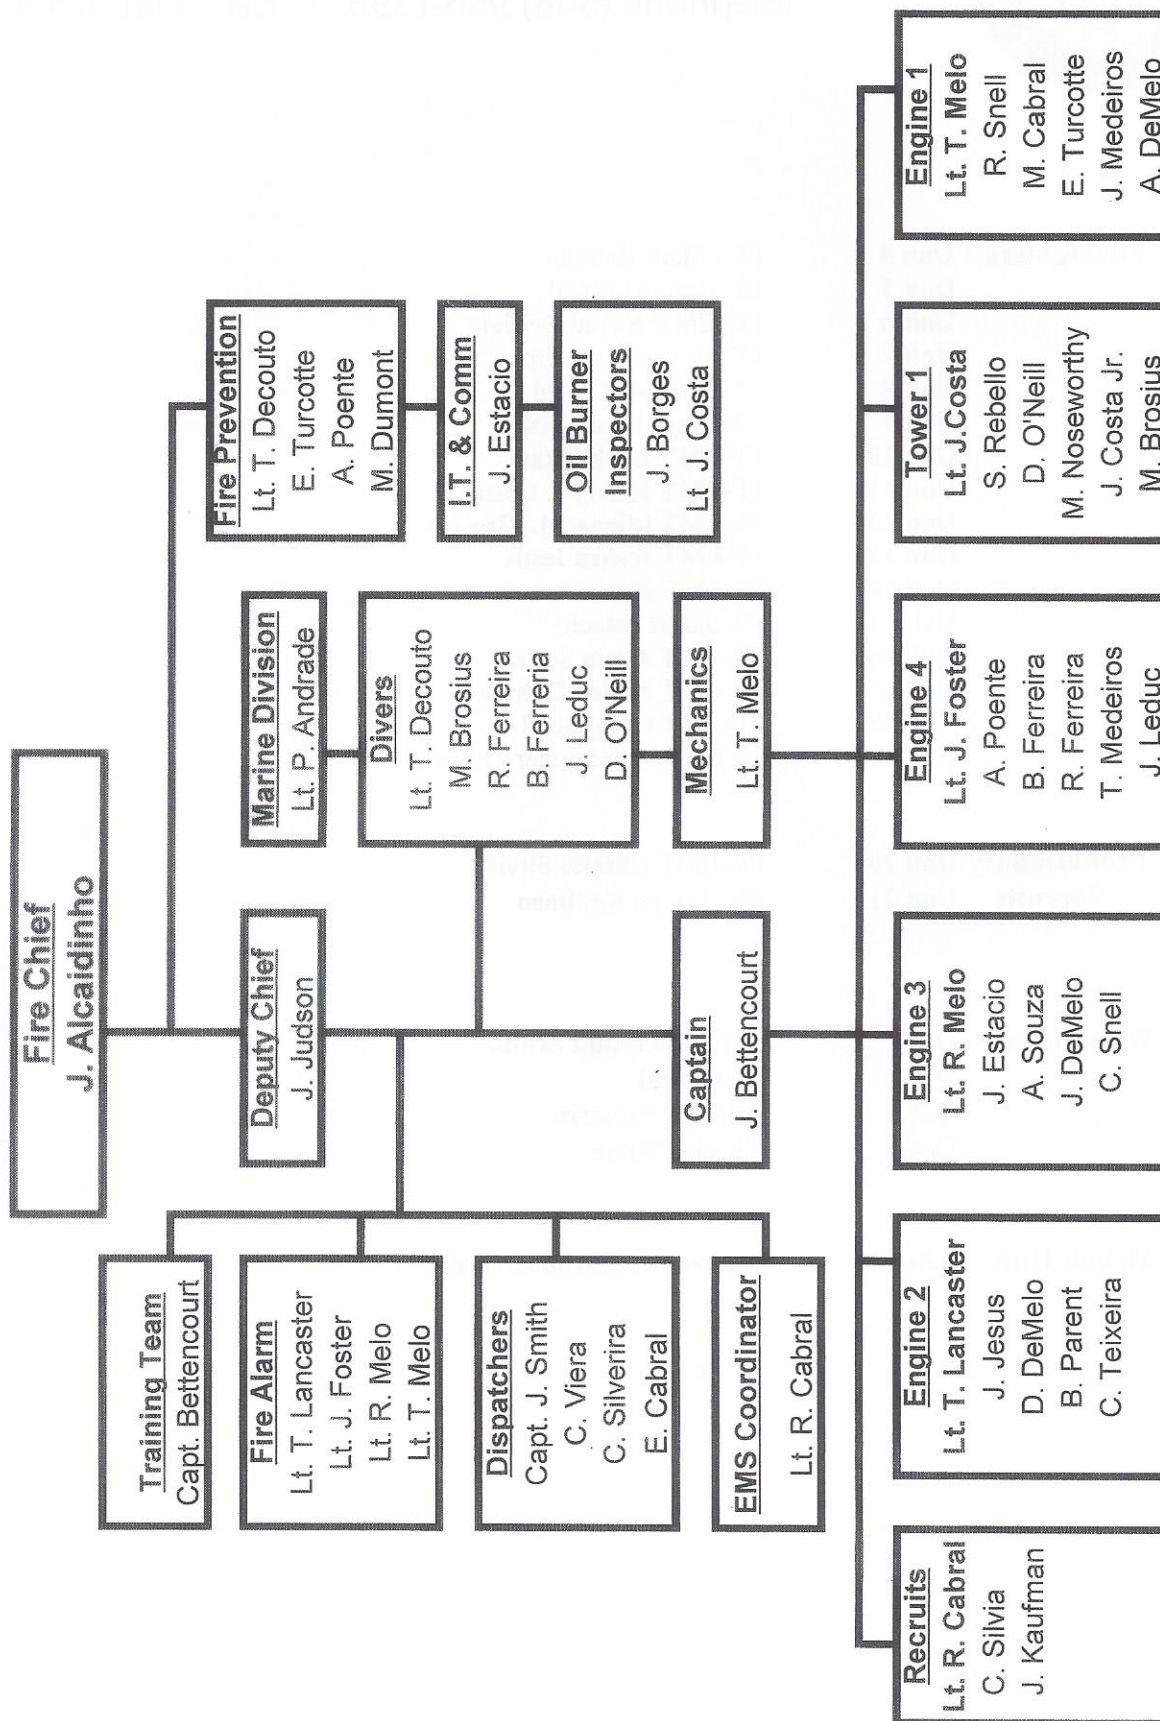 Fire Chief
J. Alcaidinho
Deputy Chief
J. Judson
Training Team
Capt. Bettencourt
Fire Alarm
Lt. T. Lancaster
Lt. J. Foster
Lt. R. Melo
Lt. T. Melo
Dispatchers
Capt. J. Smith
C. Viera
C. Silverira
E. Cabral
EMS Coordinator
Lt. R. Cabral
Captain
J. Bettencourt
Marine Division
Lt. P. Andrade
Divers
Lt. T. Decouto
M. Brosius
R. Ferreira
B. Ferreria
J. Leduc
D. O'Neill
Mechanics
Lt. T. Melo
Fire Prevention
Lt. T. Decouto
E. Turcotte
A. Poente
M. Dumont
I.T. & Comm
J. Estacio
Oil Burner
Inspectors
J. Borges
Lt J. Costa
Recruits
Lt. R. Cabral
C. Silvia
J. Kaufman
Engine 2
Lt. T. Lancaster
J. Jesus
D. DeMelo
B. Parent
C. Teixeira
Engine 3
Lt. R. Melo
J. Estacio
A. Souza
J. DeMelo
C. Snell
Engine 4
Lt. J. Foster
A. Poente
B. Ferreira
R. Ferreira
T. Medeiros
J. Leduc
Tower 1
Lt. J.Costa
S. Rebello
D. O'Neill
M. Noseworthy
J. Costa Jr.
M. Brosius
Engine 1
Lt. T. Melo
R. Snell
M. Cabral
E. Turcotte
J. Medeiros
A. DeMelo